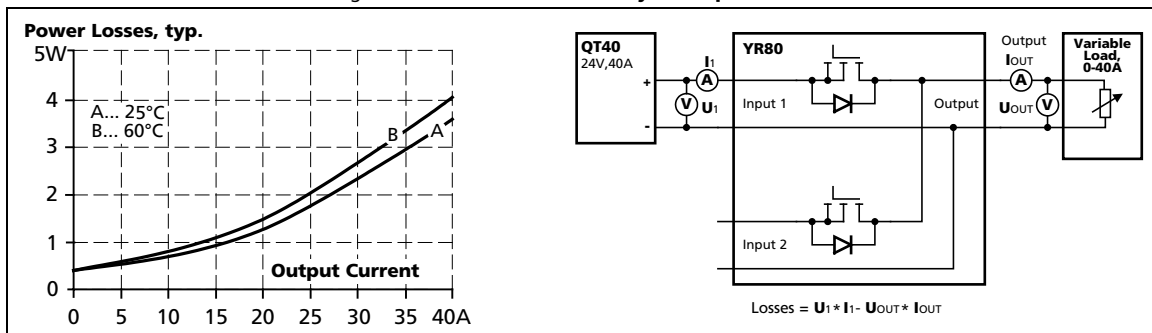 Power Losses, typ.
5W
4
3
2
1
0
A... 25°C
B... 60°C
B
A
Output Current
0 5 10 15 20 25 30 35 40A
QT40
24V,40A
+
-
I1
A
V U1
YR80
Input 1
Output
Input 2
Output
IOUT
A
UOUT V
Variable
Load,
0-40A
Losses = U1* I1- UOUT* IOUT